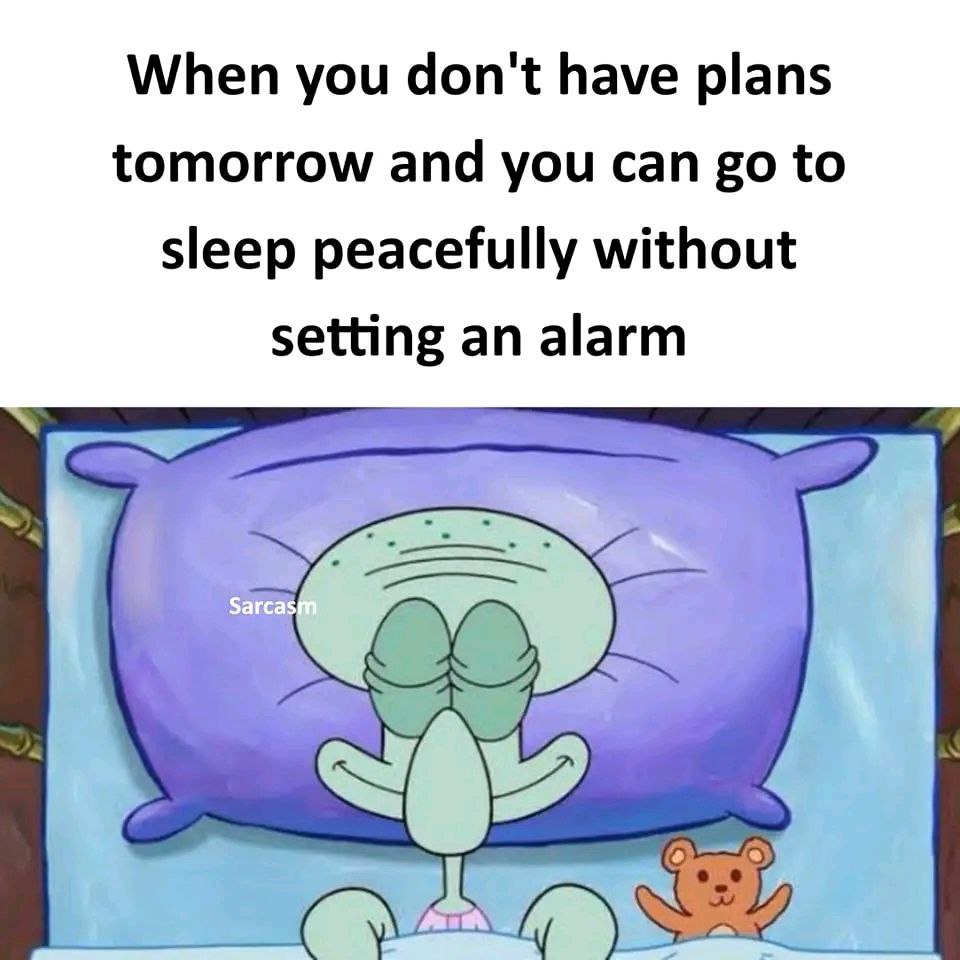 When you don't have plans
tomorrow and you can go to
sleep peacefully without
setting an alarm
Sarcasm